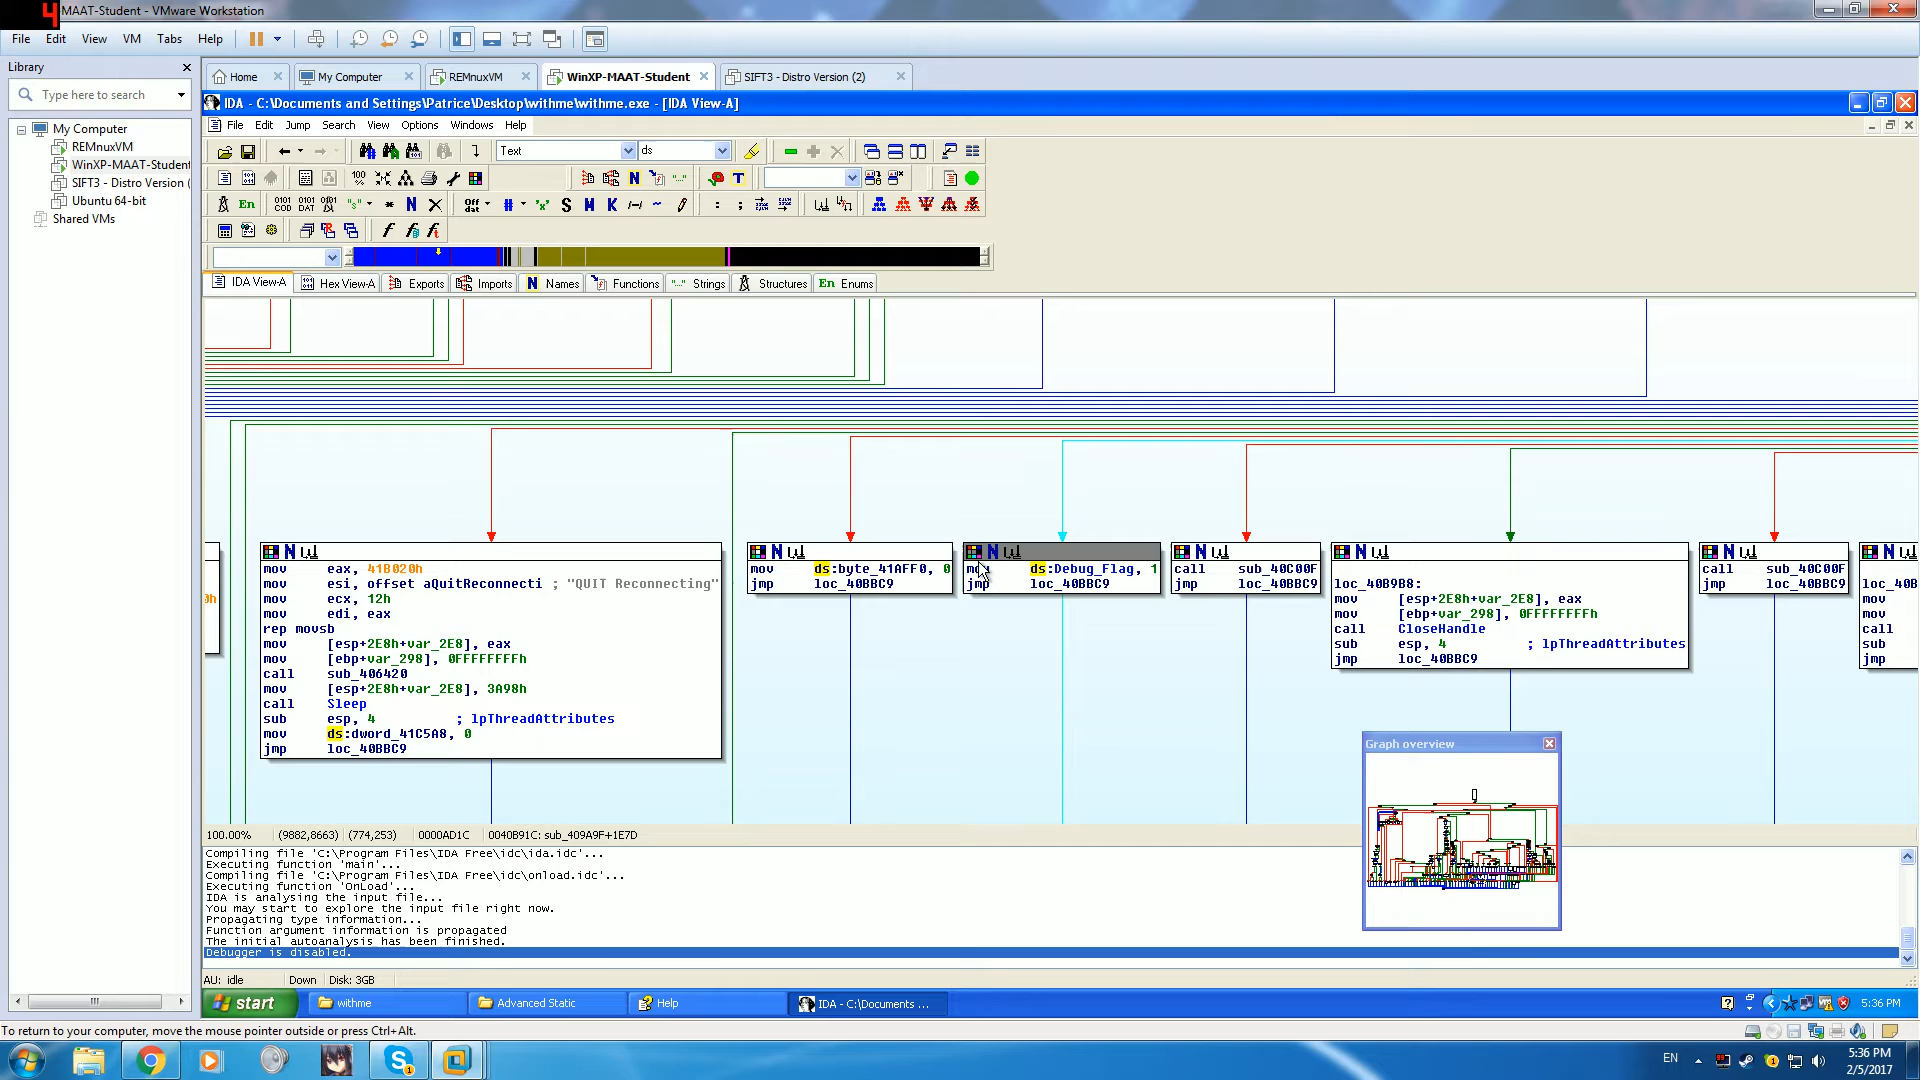 4
MAAT-Student - VMware Workstation
File Edit View VM Tabs Help
Library
Type here to search
My Computer
REMnuxVM
WinXP-MAAT-Student
SIFT3 - Distro Version (
Ubuntu 64-bit
Shared VMs
Home My Computer REMnuxVM WinXP-MAAT-Student SIFT3 - Distro Version (2)
IDA - C:\Documents and Settings\Patrice\Desktop\withme\withme.exe - [IDA View-A]
File Edit Jump Search View Options Windows Help
Text ds
IDA View-A Hex View-A Exports Imports Names Functions Strings Structures En Enums
mov eax, 41B020h
mov esi, offset aQuitReconnecti ; "QUIT Reconnecting"
mov ecx, 12h
mov edi, eax
rep movsb
mov [esp+2E8h+var_2E8], eax
mov [ebp+var_298], 0FFFFFFFFh
call sub_406420
mov [esp+2E8h+var_2E8], 3A98h
call Sleep
sub esp, 4 ; lpThreadAttributes
mov ds:dword_41C5A8, 0
jmp loc_40BBC9
mov ds:byte_41AFF0, 0
jmp loc_40BBC9
mov ds:Debug_Flag, 1
jmp loc_40BBC9
call sub_40C00F
jmp loc_40BBC9
loc_40B9B8:
mov [esp+2E8h+var_2E8], eax
mov [ebp+var_298], 0FFFFFFFFh
call CloseHandle
sub esp, 4 ; lpThreadAttributes
jmp loc_40BBC9
call sub_40C00F
jmp loc_40BBC9
loc_40
mov
mov
call
sub
jmp
Graph overview
100.00% (9882,8663) (774,253) 0000AD1C 0040B91C: sub_409A9F+1E7D
Compiling file 'C:\Program Files\IDA Free\idc\ida.idc'...
Executing function 'main'...
Compiling file 'C:\Program Files\IDA Free\idc\onload.idc'...
Executing function 'OnLoad'...
IDA is analysing the input file...
You may start to explore the input file right now.
Propagating type information...
Function argument information is propagated
The initial autoanalysis has been finished.
Debugger is disabled.
AU: idle Down Disk: 3GB
start withme Advanced Static Help IDA - C:\Documents ... 5:36 PM
To return to your computer, move the mouse pointer outside or press Ctrl+Alt.
EN 5:36 PM
2/5/2017